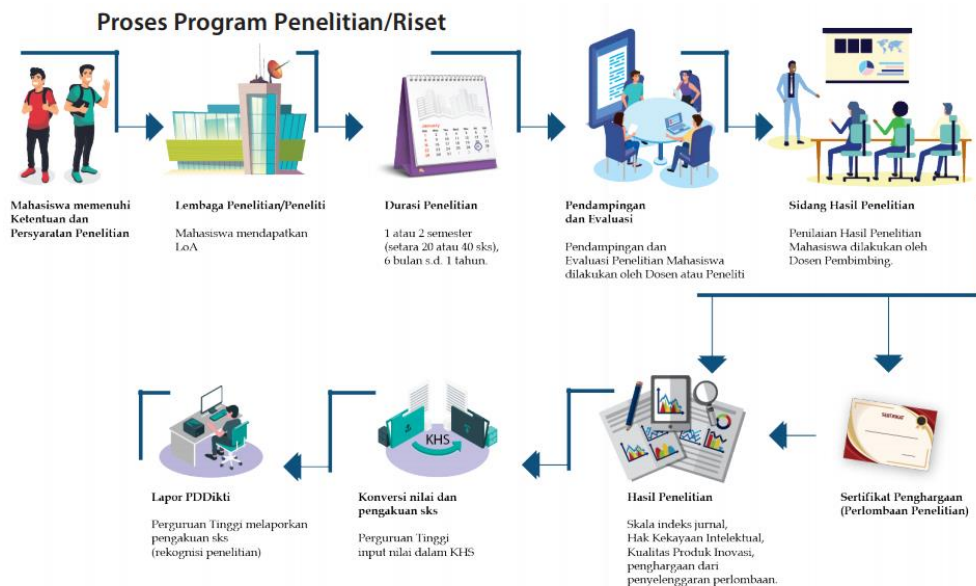 Proses Program Penelitian/Riset
Mahasiswa memenuhi
Ketentuan dan
Persyaratan Penelitian
Lembaga Penelitian/Peneliti
Mahasiswa mendapatkan
LoA
Durasi Penelitian
1 atau 2 semester
(setara 20 atau 40 sks),
6 bulan s.d. 1 tahun.
Pendampingan
dan Evaluasi
Pendampingan dan
Evaluasi Penelitian Mahasiswa
dilakukan oleh Dosen atau Peneliti
Sidang Hasil Penelitian
Penilaian Hasil Penelitian
Mahasiswa dilakukan oleh
Dosen Pembimbing.
KHS
Lapor PDDikti
Perguruan Tinggi melaporkan
pengakuan sks
(rekognisi penelitian)
Konversi nilai dan
pengakuan sks
Perguruan Tinggi
input nilai dalam KHS
Hasil Penelitian
Skala indeks jurnal,
Hak Kekayaan Intelektual,
Kualitas Produk Inovasi,
penghargaan dari
penyelenggaran perlombaan.
Sertifikat Penghargaan
(Perlombaan Penelitian)